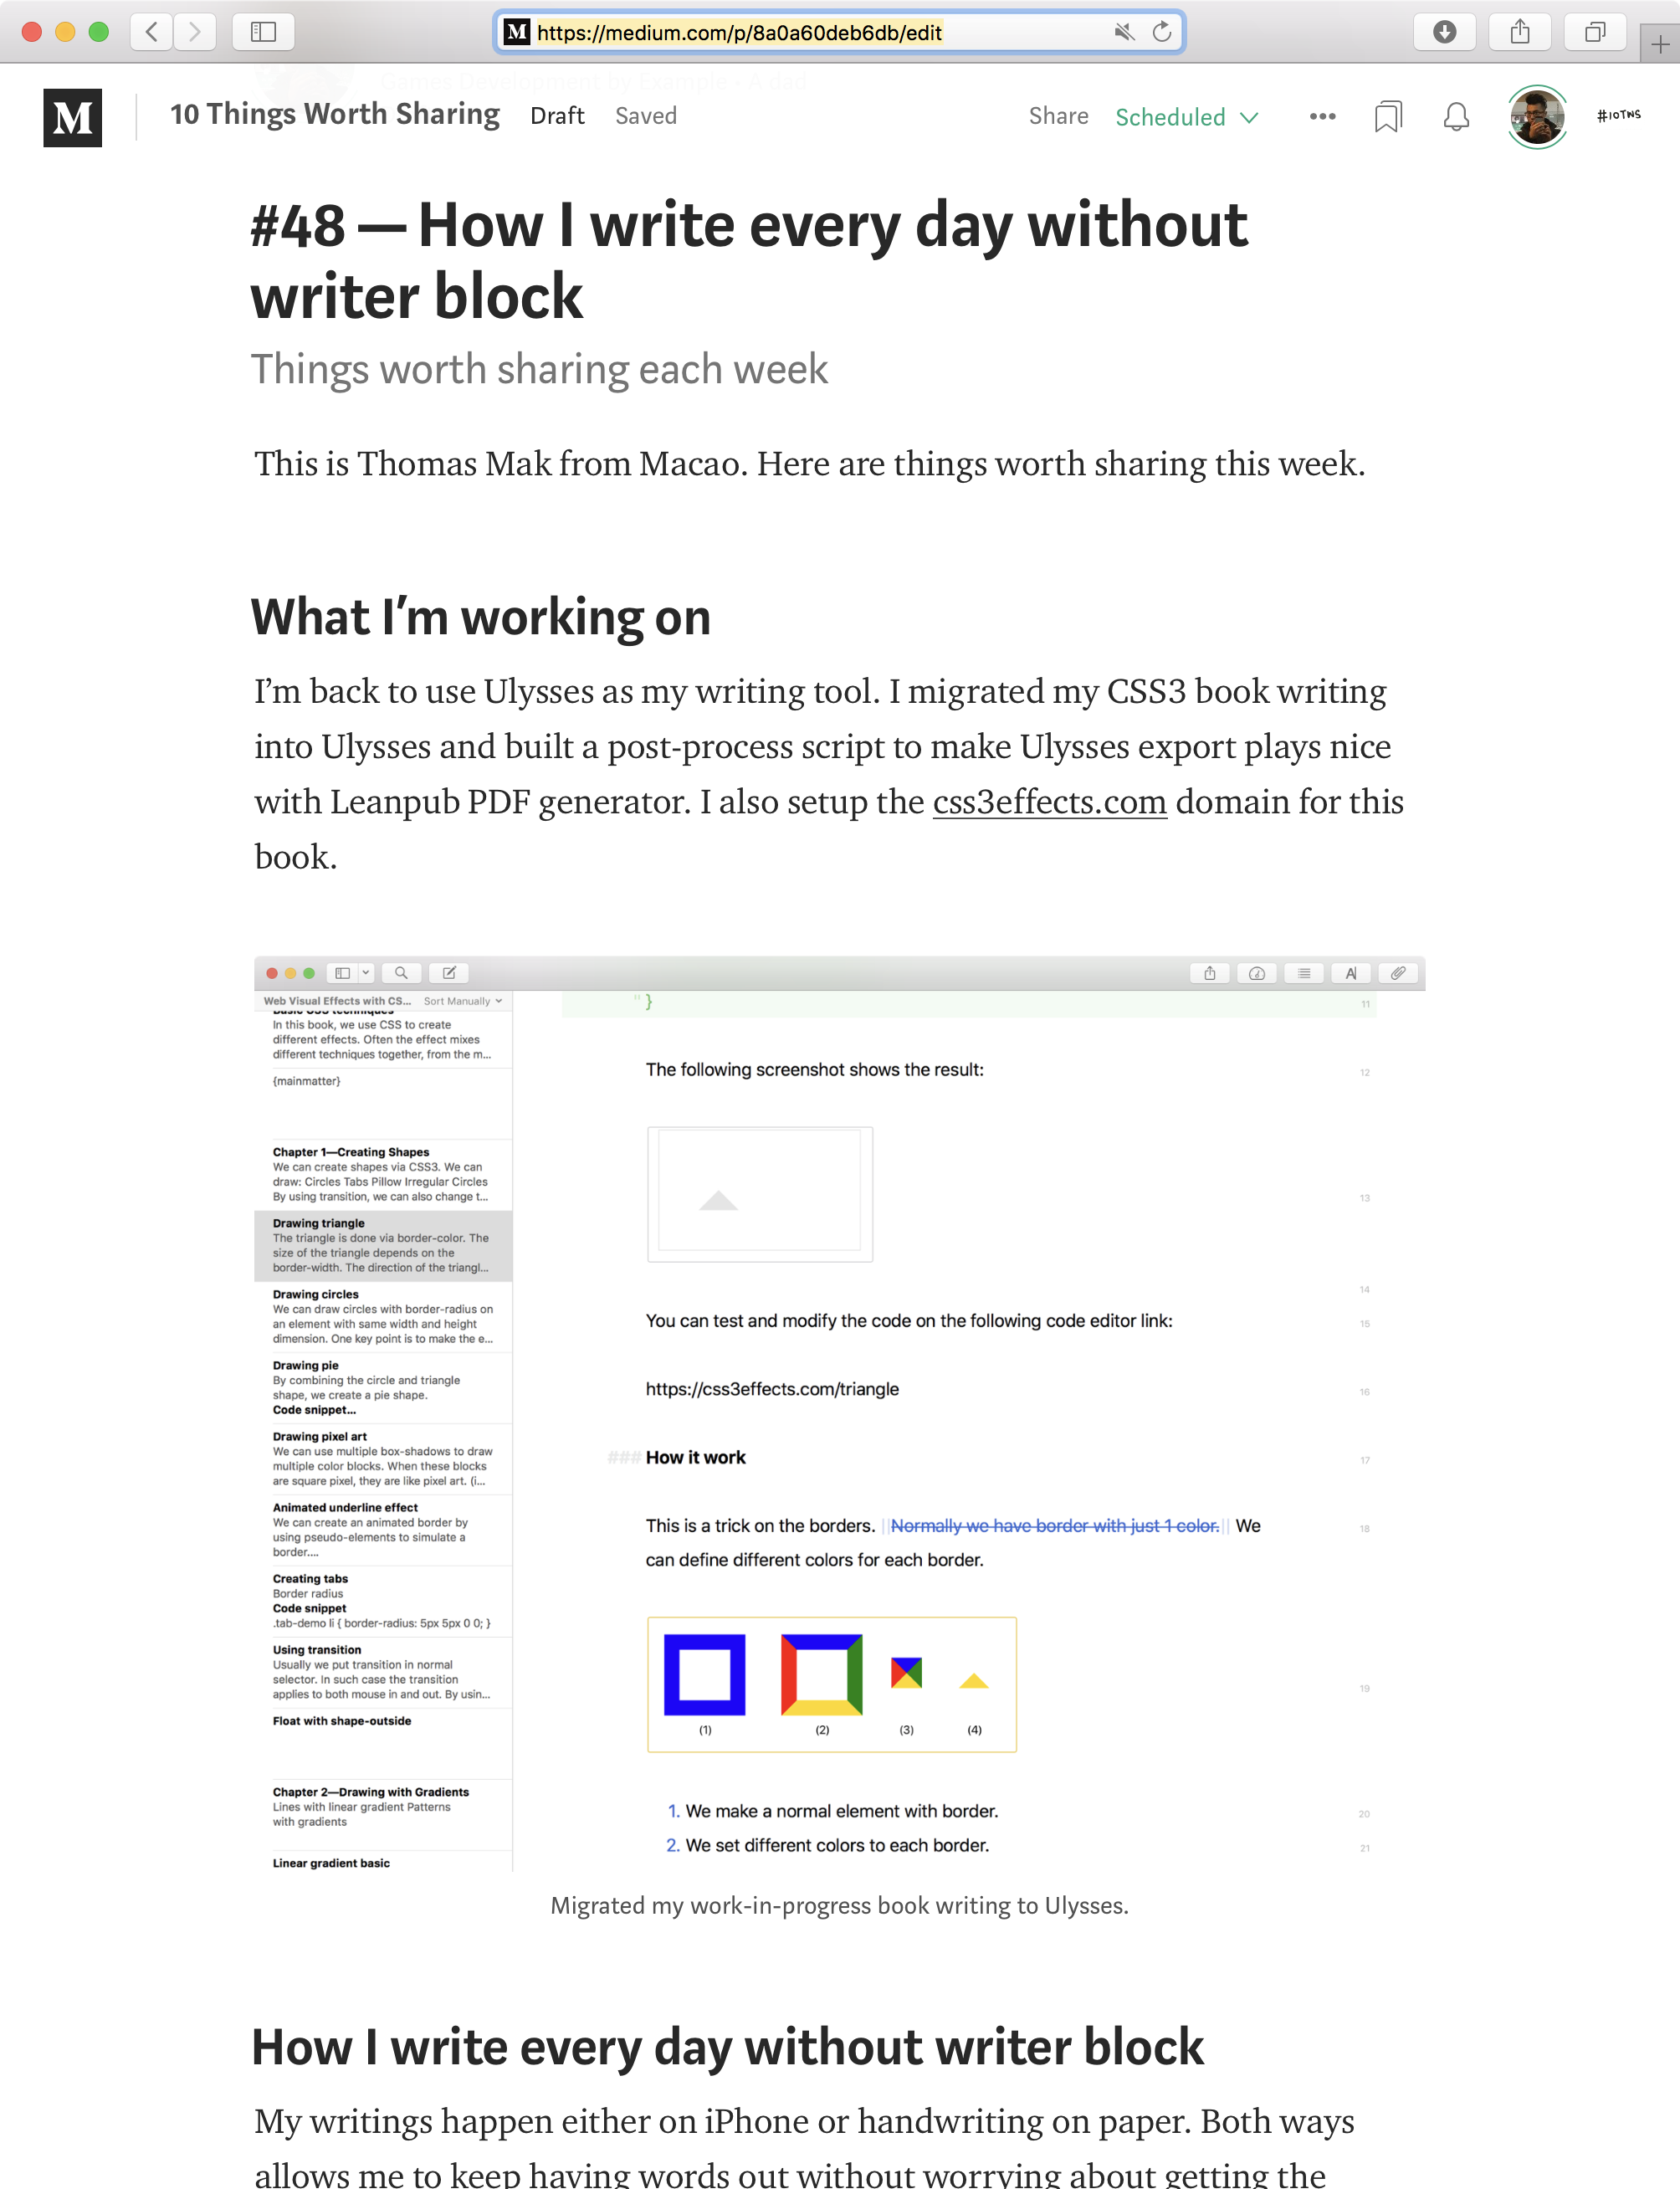 https://medium.com/p/8a0a60deb6db/edit
Games Development by Example • A dad
M
10 Things Worth Sharing Draft Saved Share Scheduled #10TWS
#48 — How I write every day without
writer block
Things worth sharing each week
This is Thomas Mak from Macao. Here are things worth sharing this week.
What I’m working on
I’m back to use Ulysses as my writing tool. I migrated my CSS3 book writing
into Ulysses and built a post-process script to make Ulysses export plays nice
with Leanpub PDF generator. I also setup the css3effects.com domain for this
book.
Web Visual Effects with CS... Sort Manually
Basic CSS techniques
In this book, we use CSS to create
different effects. Often the effect mixes
different techniques together, from the m...
{mainmatter}
Chapter 1—Creating Shapes
We can create shapes via CSS3. We can
draw: Circles Tabs Pillow Irregular Circles
By using transition, we can also change t...
Drawing triangle
The triangle is done via border-color. The
size of the triangle depends on the
border-width. The direction of the triangl...
Drawing circles
We can draw circles with border-radius on
an element with same width and height
dimension. One key point is to make the e...
Drawing pie
By combining the circle and triangle
shape, we create a pie shape.
Code snippet...
Drawing pixel art
We can use multiple box-shadows to draw
multiple color blocks. When these blocks
are square pixel, they are like pixel art. (i...
Animated underline effect
We can create an animated border by
using pseudo-elements to simulate a
border....
Creating tabs
Border radius
Code snippet
.tab-demo li { border-radius: 5px 5px 0 0; }
Using transition
Usually we put transition in normal
selector. In such case the transition
applies to both mouse in and out. By usin...
Float with shape-outside
Chapter 2—Drawing with Gradients
Lines with linear gradient Patterns
with gradients
Linear gradient basic
} 11
The following screenshot shows the result: 12
13
14
You can test and modify the code on the following code editor link: 15
https://css3effects.com/triangle 16
### How it work 17
This is a trick on the borders. ||Normally we have border with just 1 color.|| We 18
can define different colors for each border.
(1) (2) (3) (4)
19
1. We make a normal element with border. 20
2. We set different colors to each border. 21
Migrated my work-in-progress book writing to Ulysses.
How I write every day without writer block
My writings happen either on iPhone or handwriting on paper. Both ways
allows me to keep having words out without worrying about getting the